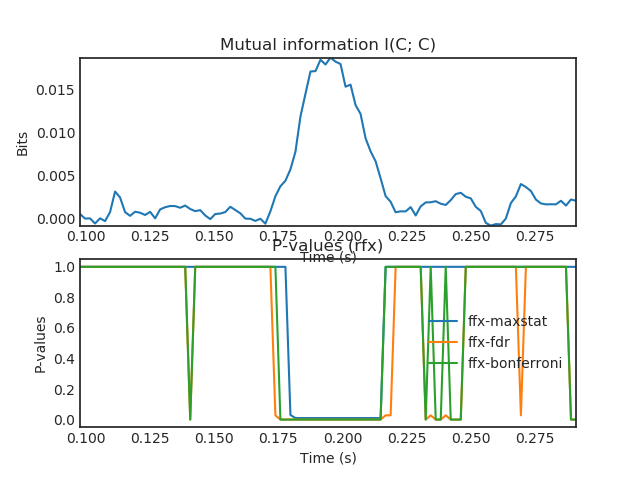 Mutual information I(C; C)
Bits
0.015
0.010
0.005
0.000
0.100 0.125 0.150 0.175 0.200 0.225 0.250 0.275
Time (s)
P-values (rfx)
P-values
1.0
0.8
0.6
0.4
0.2
0.0
ffx-maxstat
ffx-fdr
ffx-bonferroni
0.100 0.125 0.150 0.175 0.200 0.225 0.250 0.275
Time (s)